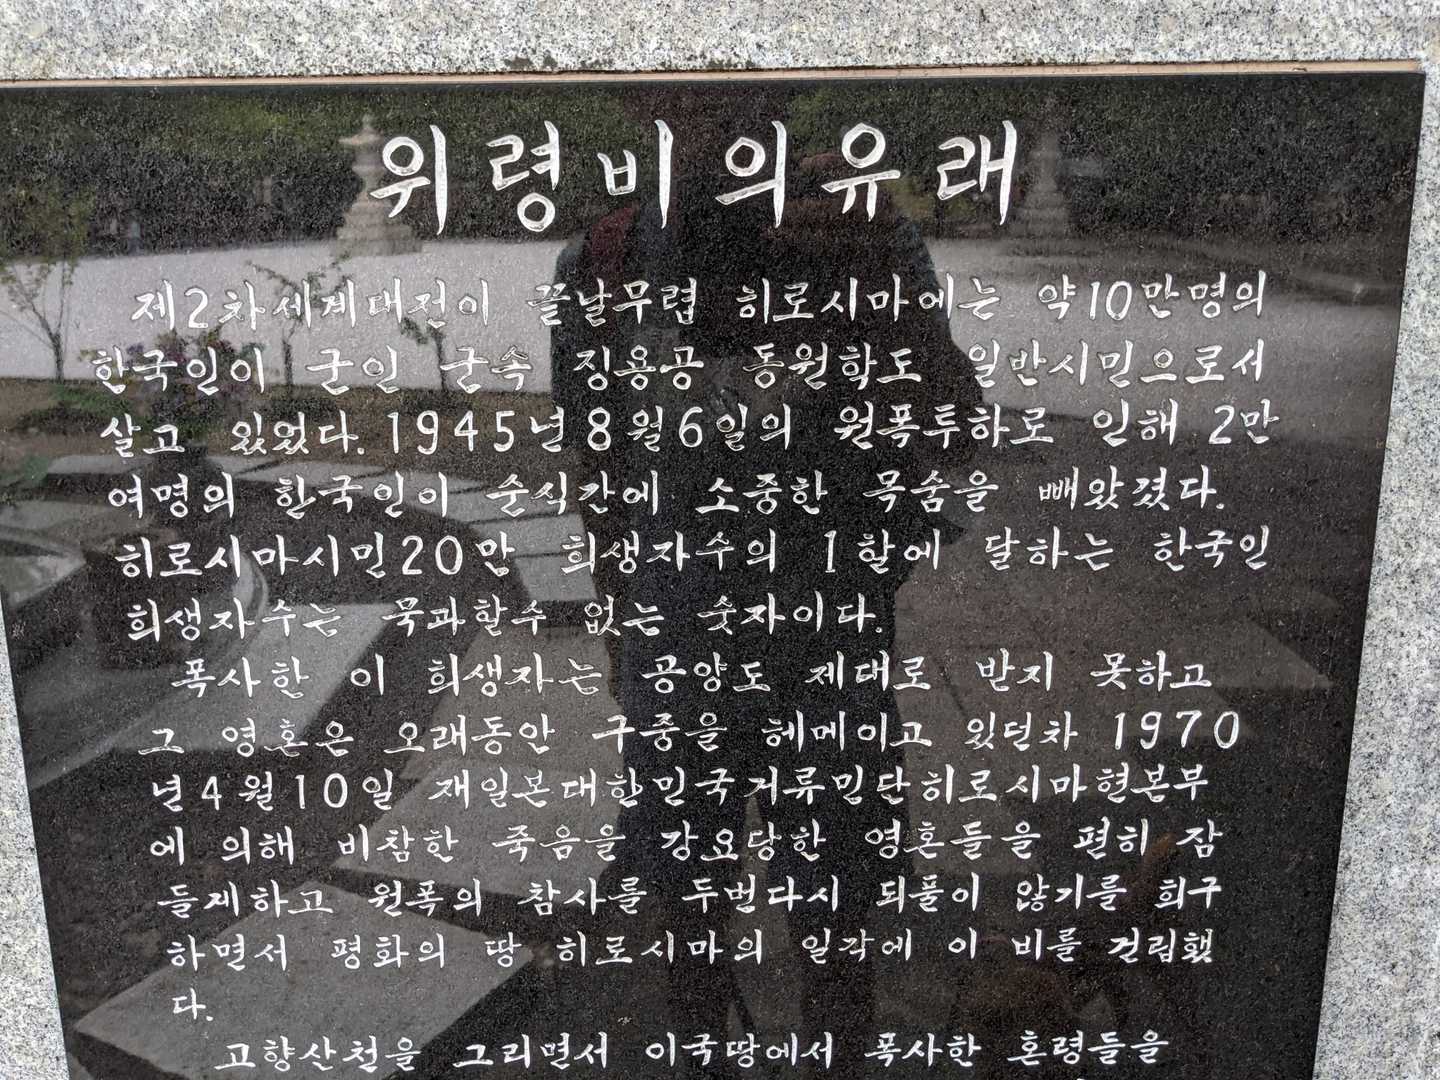 위령비의유래
제2차세계대전이 끝날무렵 히로시마에는 약10만명의
한국인이 군인 군속 징용공 동원학도 일반시민으로서
살고 있었다. 1945년8월6일의 원폭투하로 인해 2만
여명의 한국인이 순식간에 소중한 목숨을 빼앗겼다.
히로시마시민20만 희생자수의 1할에 달하는 한국인
희생자수는 묵과할수 없는 숫자이다.
폭사한 이 희생자는 공양도 제대로 받지 못하고
그 영혼은 오래동안 구중을 헤메이고 있던차 1970
년4월10일 재일본대한민국거류민단히로시마현본부
에 의해 비참한 죽음을 강요당한 영혼들을 편히 잠
들게하고 원폭의 참사를 두번다시 되풀이 않기를 희구
하면서 평화의 땅 히로시마의 일각에 이 비를 건립했
다.
고향산천을 그리면서 이국땅에서 폭사한 혼령들을